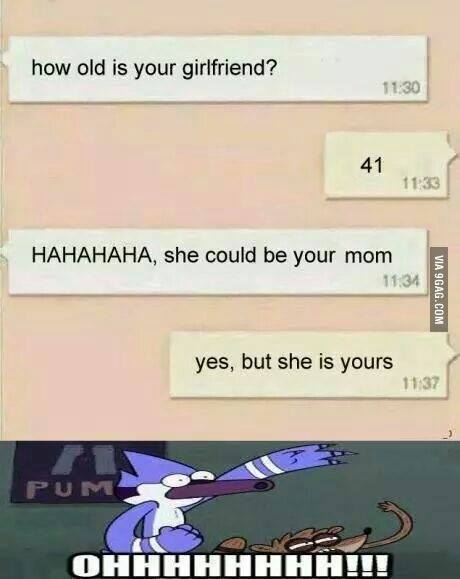 how old is your girlfriend?
11:30
41
11:33
HAHAHAHA, she could be your mom
11:34
VIA 9GAG.COM
yes, but she is yours
11:37
PUM
OHHHHHHHHH!!!